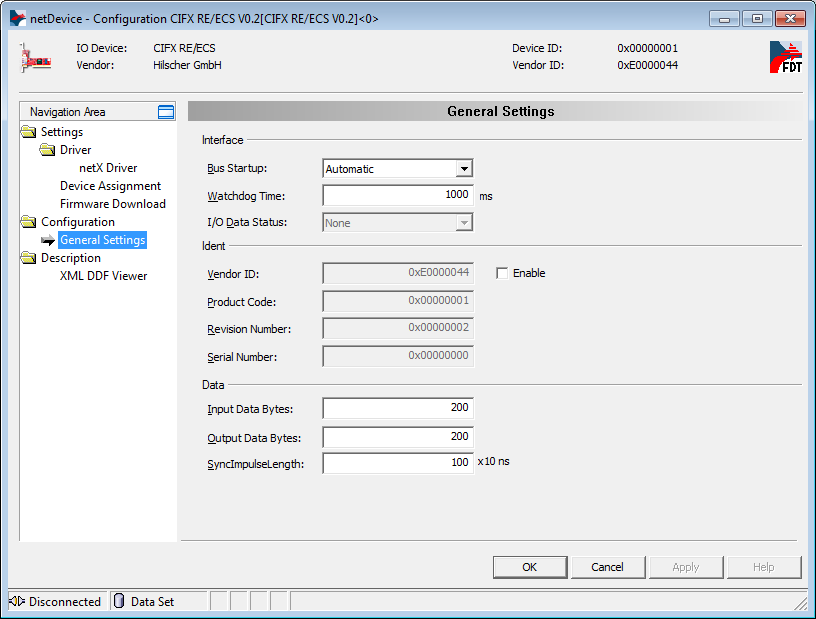 netDevice - Configuration CIFX RE/ECS V0.2[CIFX RE/ECS V0.2]<0>
IO Device: CIFX RE/ECS Device ID: 0x00000001
Vendor: Hilscher GmbH Vendor ID: 0xE0000044
FDT
Navigation Area
Settings
Driver
netX Driver
Device Assignment
Firmware Download
Configuration
General Settings
Description
XML DDF Viewer
General Settings
Interface
Bus Startup: Automatic
Watchdog Time: 1000 ms
I/O Data Status: None
Ident
Vendor ID: 0xE0000044 Enable
Product Code: 0x00000001
Revision Number: 0x00000002
Serial Number: 0x00000000
Data
Input Data Bytes: 200
Output Data Bytes: 200
SyncImpulseLength: 100 x10 ns
OK Cancel Apply Help
Disconnected Data Set